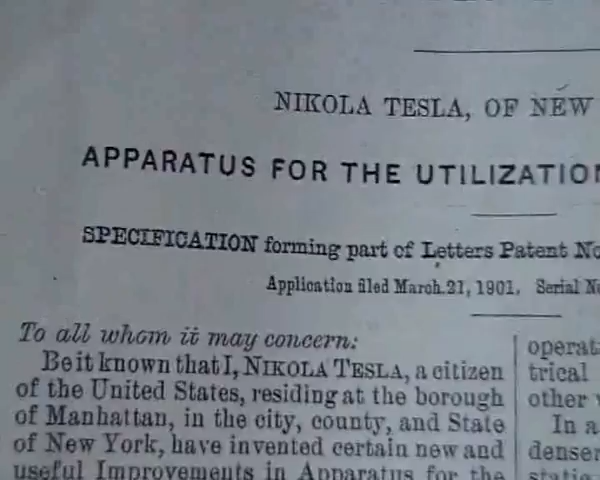 NIKOLA TESLA, OF NEW
APPARATUS FOR THE UTILIZATION
SPECIFICATION forming part of Letters Patent No
Application filed March 21, 1901. Serial No
To all whom it may concern:
Be it known that I, NIKOLA TESLA, a citizen
of the United States, residing at the borough
of Manhattan, in the city, county, and State
of New York, have invented certain new and
useful Improvements in Apparatus for the
operat
trical
other
In a
denser
static